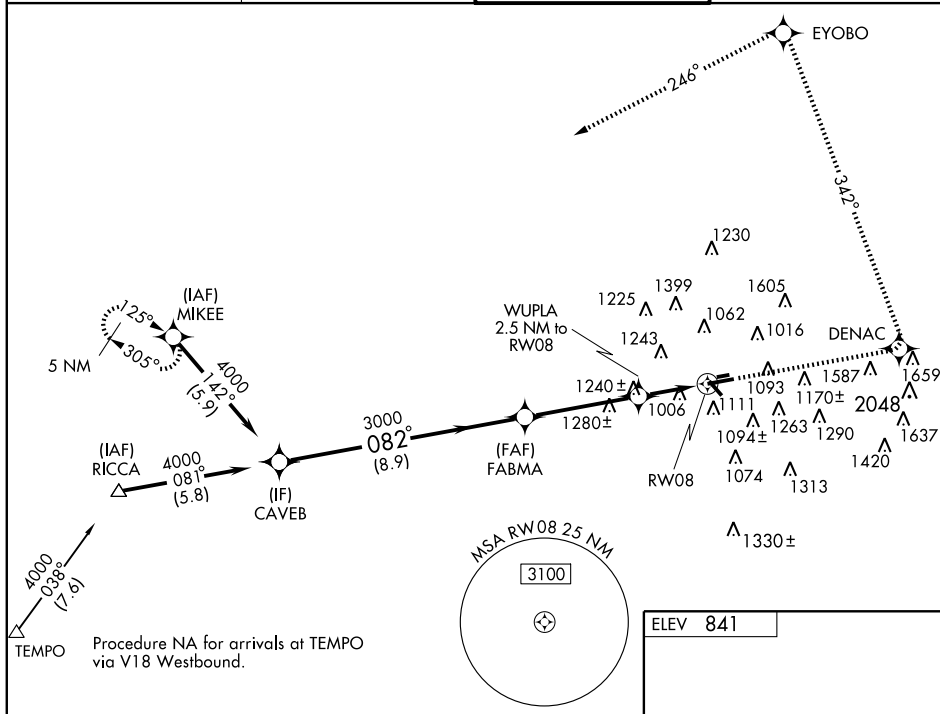 EYOBO
246°
342°
1230
(IAF)
MIKEE
125°
305°
5 NM
4000
142°
(5.9)
WUPLA
2.5 NM to
RW08
1225
1399
1605
1062
1016
1243
DENAC
1240 ±
1280±
1006
1093
1111
1587
1659
1170±
2048
1094±
1263
1290
1637
1420
1074
1313
RW08
1330 ±
3000
082°
(8.9)
(FAF)
FABMA
(IAF)
RICCA
4000
081°
(5.8)
(IF)
CAVEB
4000
038°
(7.6)
TEMPO
Procedure NA for arrivals at TEMPO
via V18 Westbound.
MSA RW08 25 NM
3100
ELEV 841